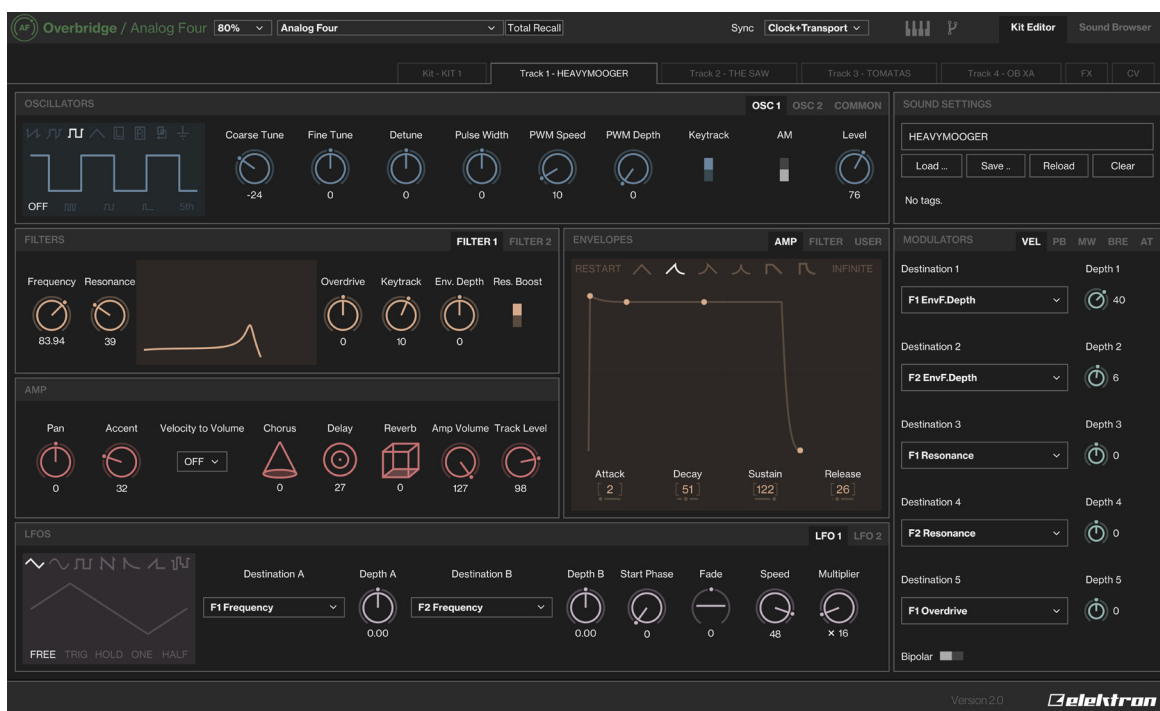 AF Overbridge / Analog Four 80% Analog Four Total Recall Sync Clock+Transport Kit Editor Sound Browser
Kit - KIT 1 Track 1 - HEAVYMOOGER Track 2 - THE SAW Track 3 - TOMATAS Track 4 - OB XA FX CV
OSCILLATORS OSC 1 OSC 2 COMMON
Coarse Tune Fine Tune Detune Pulse Width PWM Speed PWM Depth Keytrack AM Level
-24 0 0 0 10 0 76
OFF 5th
SOUND SETTINGS
HEAVYMOOGER
Load ... Save .. Reload Clear
No tags.
FILTERS FILTER 1 FILTER 2
Frequency Resonance Overdrive Keytrack Env. Depth Res. Boost
83.94 39 0 10 0
ENVELOPES AMP FILTER USER
RESTART INFINITE
Attack Decay Sustain Release
2 51 122 26
MODULATORS VEL PB MW BRE AT
Destination 1 Depth 1
F1 EnvF.Depth 40
Destination 2 Depth 2
F2 EnvF.Depth 6
Destination 3 Depth 3
F1 Resonance 0
Destination 4 Depth 4
F2 Resonance 0
Destination 5 Depth 5
F1 Overdrive 0
Bipolar
AMP
Pan Accent Velocity to Volume Chorus Delay Reverb Amp Volume Track Level
0 32 OFF 0 27 0 127 98
LFOS LFO 1 LFO 2
Destination A Depth A Destination B Depth B Start Phase Fade Speed Multiplier
F1 Frequency F2 Frequency
0.00 0.00 0 0 48 × 16
FREE TRIG HOLD ONE HALF
Version 2.0 elektron